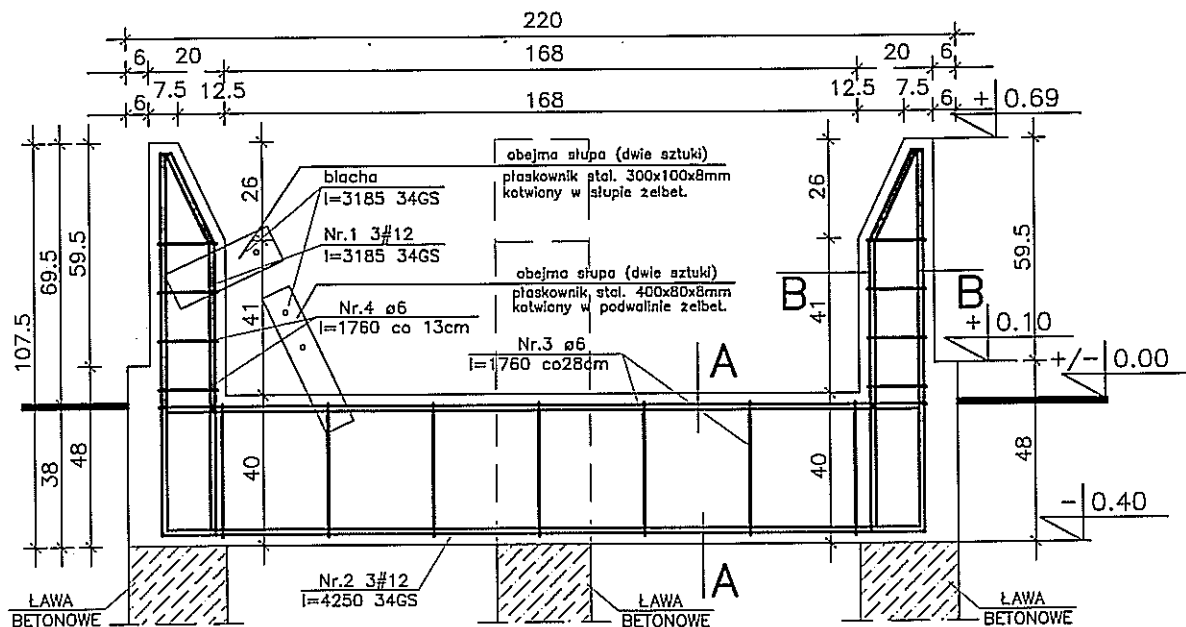 220
6
20
168
20
6
7.5
12.5
168
12.5
7.5
6
6
+ 0.69
obejma słupa (dwie sztuki)
płaskownik stal. 300x100x8mm
kotwiony w słupie żelbet.
blacha
l=3185 34GS
26
26
Nr.1 3#12
l=3185 34GS
59.5
69.5
107.5
59.5
obejma słupa (dwie sztuki)
płaskownik stal. 400x80x8mm
kotwiony w podwalinie żelbet.
B
B
41
41
Nr.4 ø6
l=1760 co 13cm
+ 0.10
Nr.3 ø6
l=1760 co28cm
A
+/- 0.00
40
40
38
48
48
- 0.40
Nr.2 3#12
l=4250 34GS
A
ŁAWA
BETONOWE
ŁAWA
BETONOWE
ŁAWA
BETONOWE